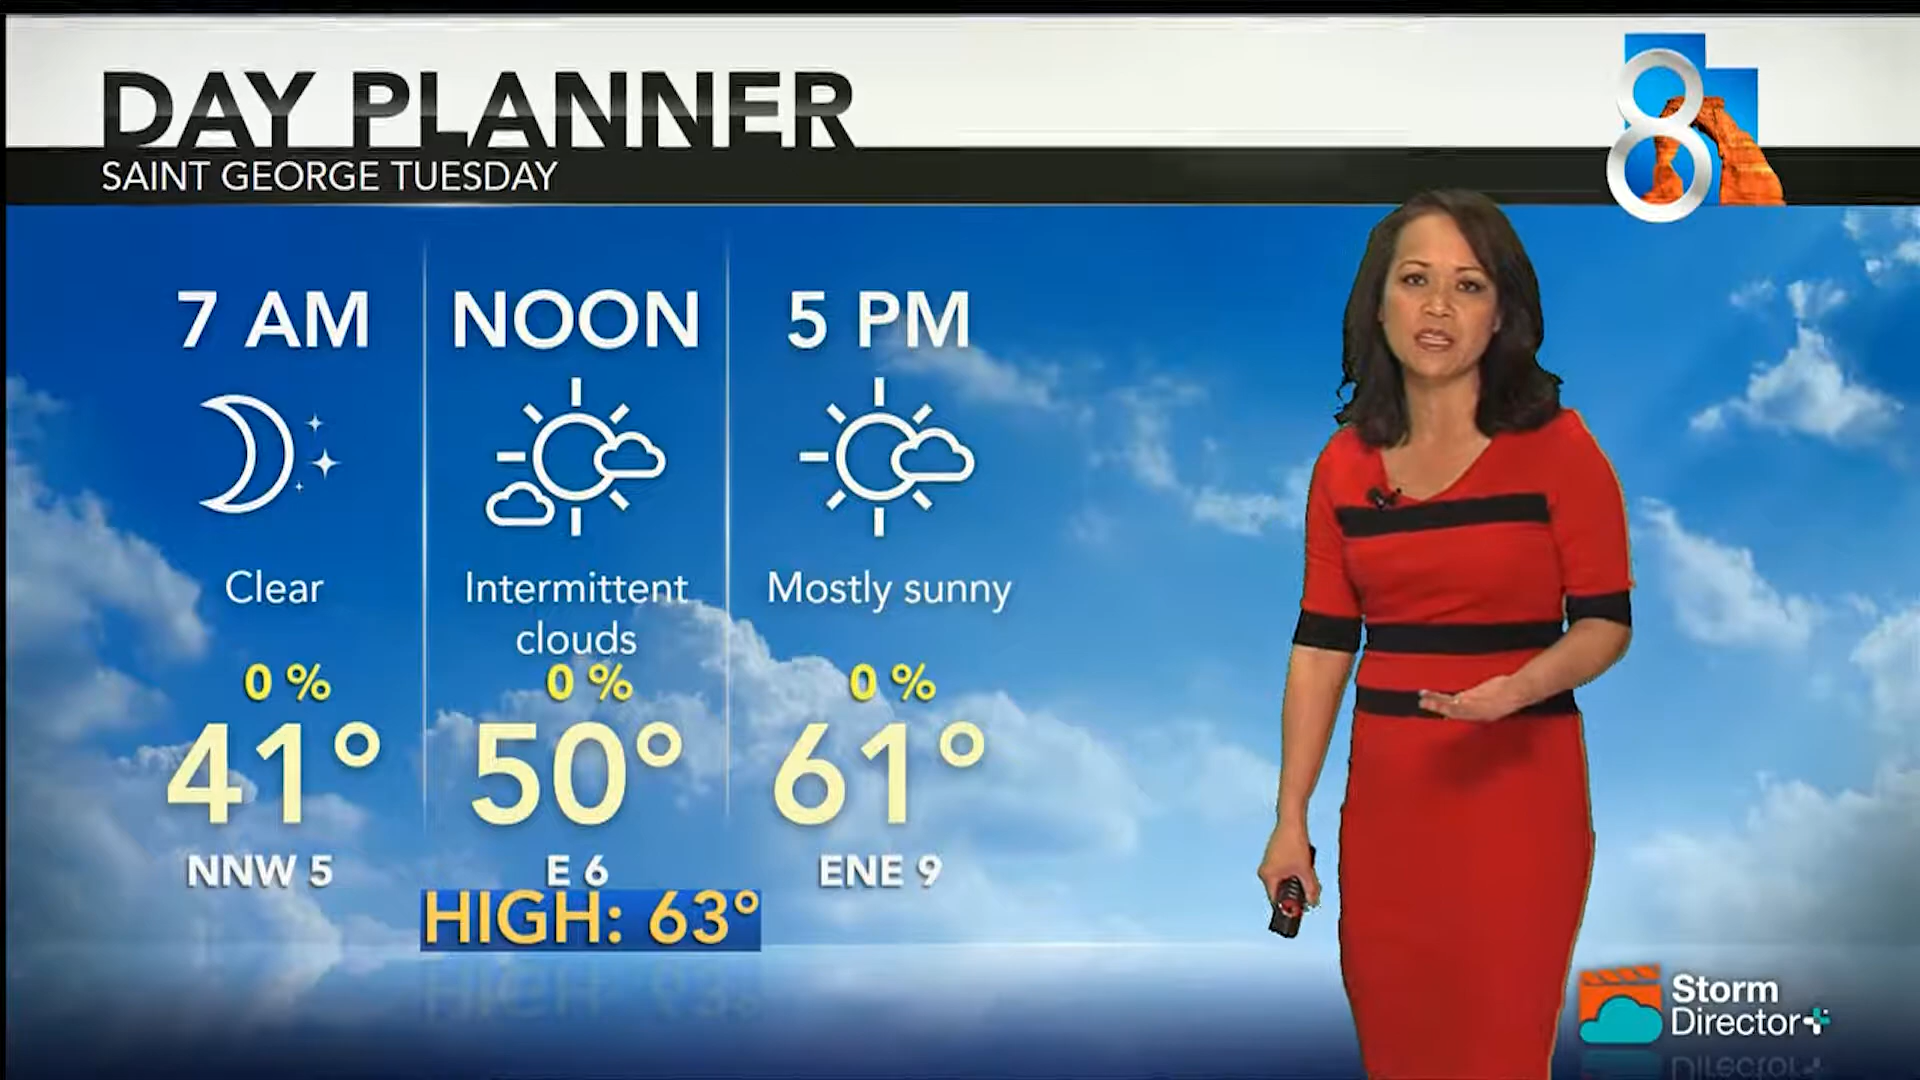 DAY PLANNER
SAINT GEORGE TUESDAY
8
7 AM
NOON
5 PM
Clear
Intermittent
clouds
Mostly sunny
0 %
0 %
0 %
41°
50°
61°
NNW 5
E 6
ENE 9
HIGH: 63°
Storm
Director+